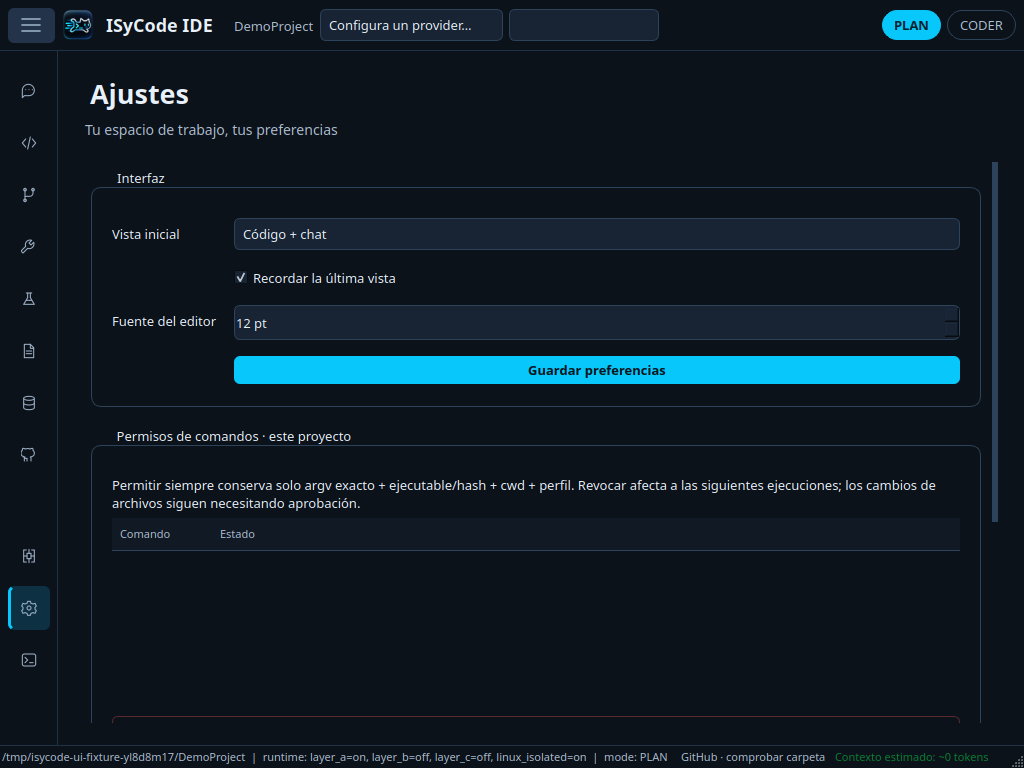 ISyCode IDE
DemoProject
Configura un provider...
PLAN
CODER
Ajustes
Tu espacio de trabajo, tus preferencias
Interfaz
Vista inicial
Código + chat
Recordar la última vista
Fuente del editor
12 pt
Guardar preferencias
Permisos de comandos · este proyecto
Permitir siempre conserva solo argv exacto + ejecutable/hash + cwd + perfil. Revocar afecta a las siguientes ejecuciones; los cambios de
archivos siguen necesitando aprobación.
Comando
Estado
/tmp/isycode-ui-fixture-yl8d8m17/DemoProject | runtime: layer_a=on, layer_b=off, layer_c=off, linux_isolated=on | mode: PLAN
GitHub · comprobar carpeta
Contexto estimado: ~0 tokens